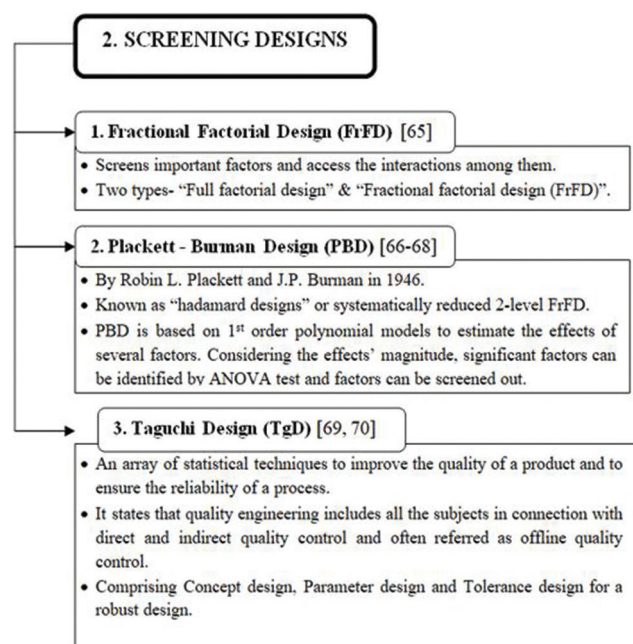 2. SCREENING DESIGNS
1. Fractional Factorial Design (FrFD) [65]
• Screens important factors and access the interactions among them.
• Two types- “Full factorial design” & “Fractional factorial design (FrFD)”.
2. Plackett - Burman Design (PBD) [66-68]
• By Robin L. Plackett and J.P. Burman in 1946.
• Known as “hadamard designs” or systematically reduced 2-level FrFD.
• PBD is based on 1st order polynomial models to estimate the effects of
several factors. Considering the effects’ magnitude, significant factors can
be identified by ANOVA test and factors can be screened out.
3. Taguchi Design (TgD) [69, 70]
• An array of statistical techniques to improve the quality of a product and to
ensure the reliability of a process.
• It states that quality engineering includes all the subjects in connection with
direct and indirect quality control and often referred as offline quality
control.
• Comprising Concept design, Parameter design and Tolerance design for a
robust design.